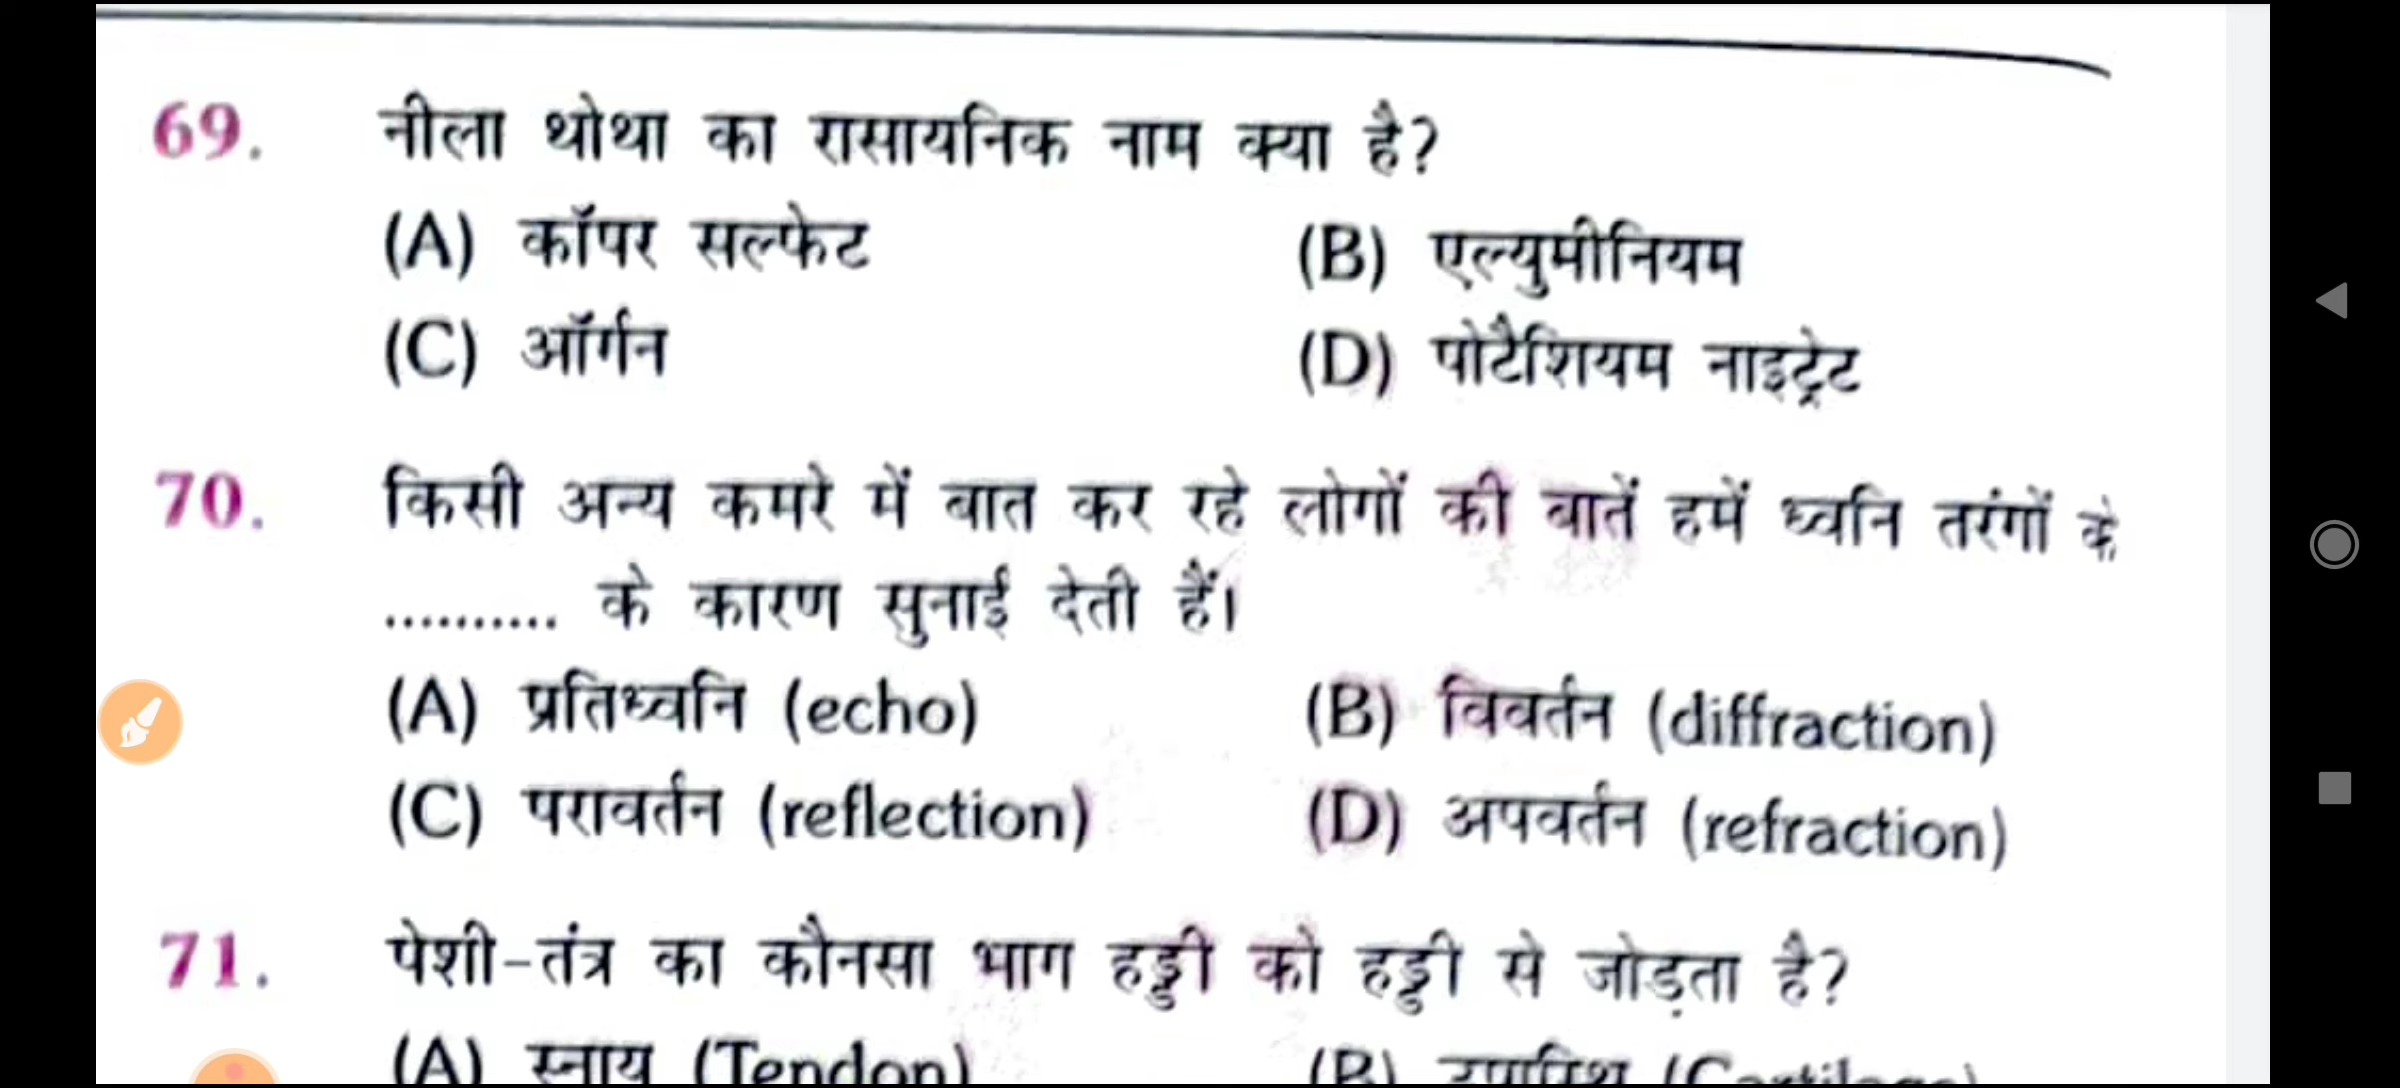 69. नीला थोथा का रासायनिक नाम क्या है?
(A) कॉपर सल्फेट (B) एल्युमीनियम
(C) ऑर्गन (D) पोटैशियम नाइट्रेट
70. किसी अन्य कमरे में बात कर रहे लोगों की बातें हमें ध्वनि तरंगों के
.......... के कारण सुनाई देती हैं।
(A) प्रतिध्वनि (echo) (B) विवर्तन (diffraction)
(C) परावर्तन (reflection) (D) अपवर्तन (refraction)
71. पेशी-तंत्र का कौनसा भाग हड्डी को हड्डी से जोड़ता है?
(A) (Tendon) (B)